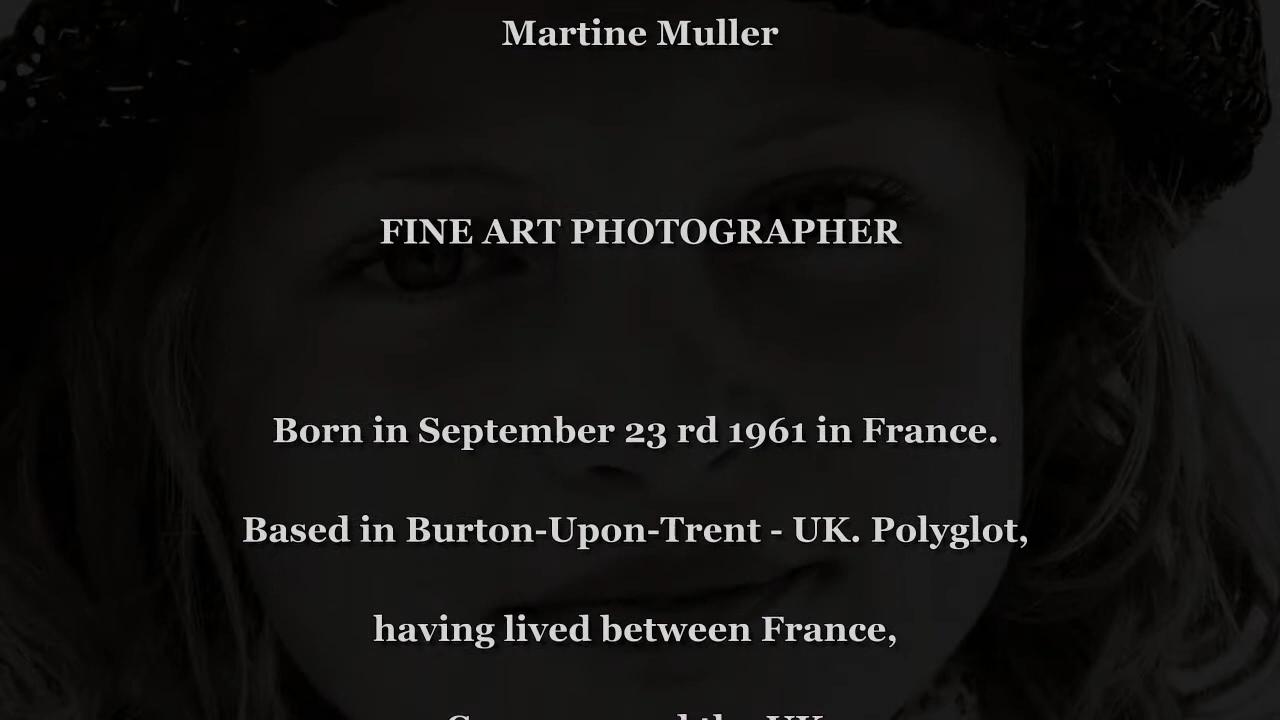 Martine Muller
FINE ART PHOTOGRAPHER
Born in September 23 rd 1961 in France.
Based in Burton-Upon-Trent - UK. Polyglot,
having lived between France,